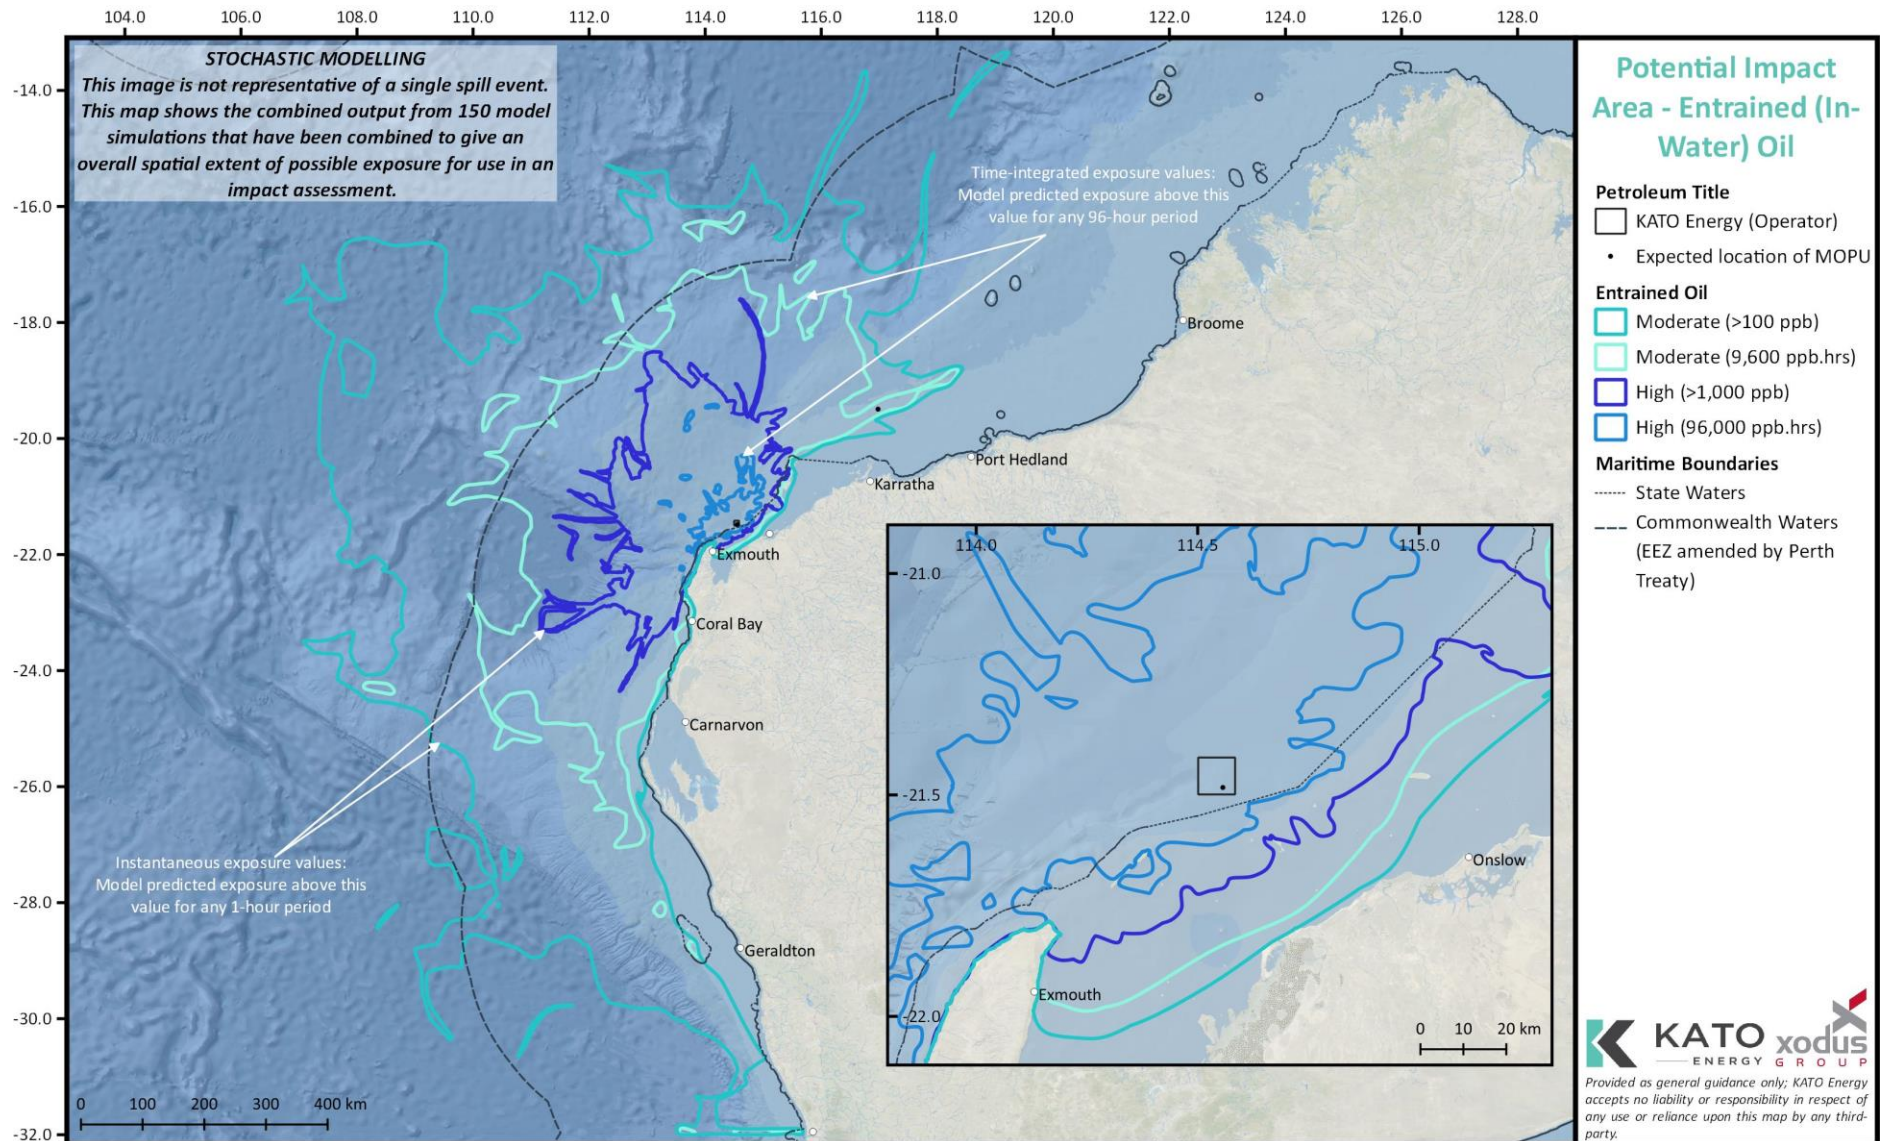 104.0 106.0 108.0 110.0 112.0 114.0 116.0 118.0 120.0 122.0 124.0 126.0 128.0
-14.0
-16.0
-18.0
-20.0
-22.0
-24.0
-26.0
-28.0
-30.0
-32.0
STOCHASTIC MODELLING
This image is not representative of a single spill event.
This map shows the combined output from 150 model
simulations that have been combined to give an
overall spatial extent of possible exposure for use in an
impact assessment.
Time-integrated exposure values:
Model predicted exposure above this
value for any 96-hour period
Broome
Port Hedland
Karratha
Exmouth
Coral Bay
Carnarvon
Geraldton
Instantaneous exposure values:
Model predicted exposure above this
value for any 1-hour period
0 100 200 300 400 km
114.0 114.5 115.0
-21.0
-21.5
-22.0
Onslow
Exmouth
0 10 20 km
Potential Impact
Area - Entrained (In-
Water) Oil
Petroleum Title
KATO Energy (Operator)
Expected location of MOPU
Entrained Oil
Moderate (>100 ppb)
Moderate (9,600 ppb.hrs)
High (>1,000 ppb)
High (96,000 ppb.hrs)
Maritime Boundaries
State Waters
Commonwealth Waters
(EEZ amended by Perth
Treaty)
KATO
ENERGY
xodus
GROUP
Provided as general guidance only; KATO Energy
accepts no liability or responsibility in respect of
any use or reliance upon this map by any third-
party.